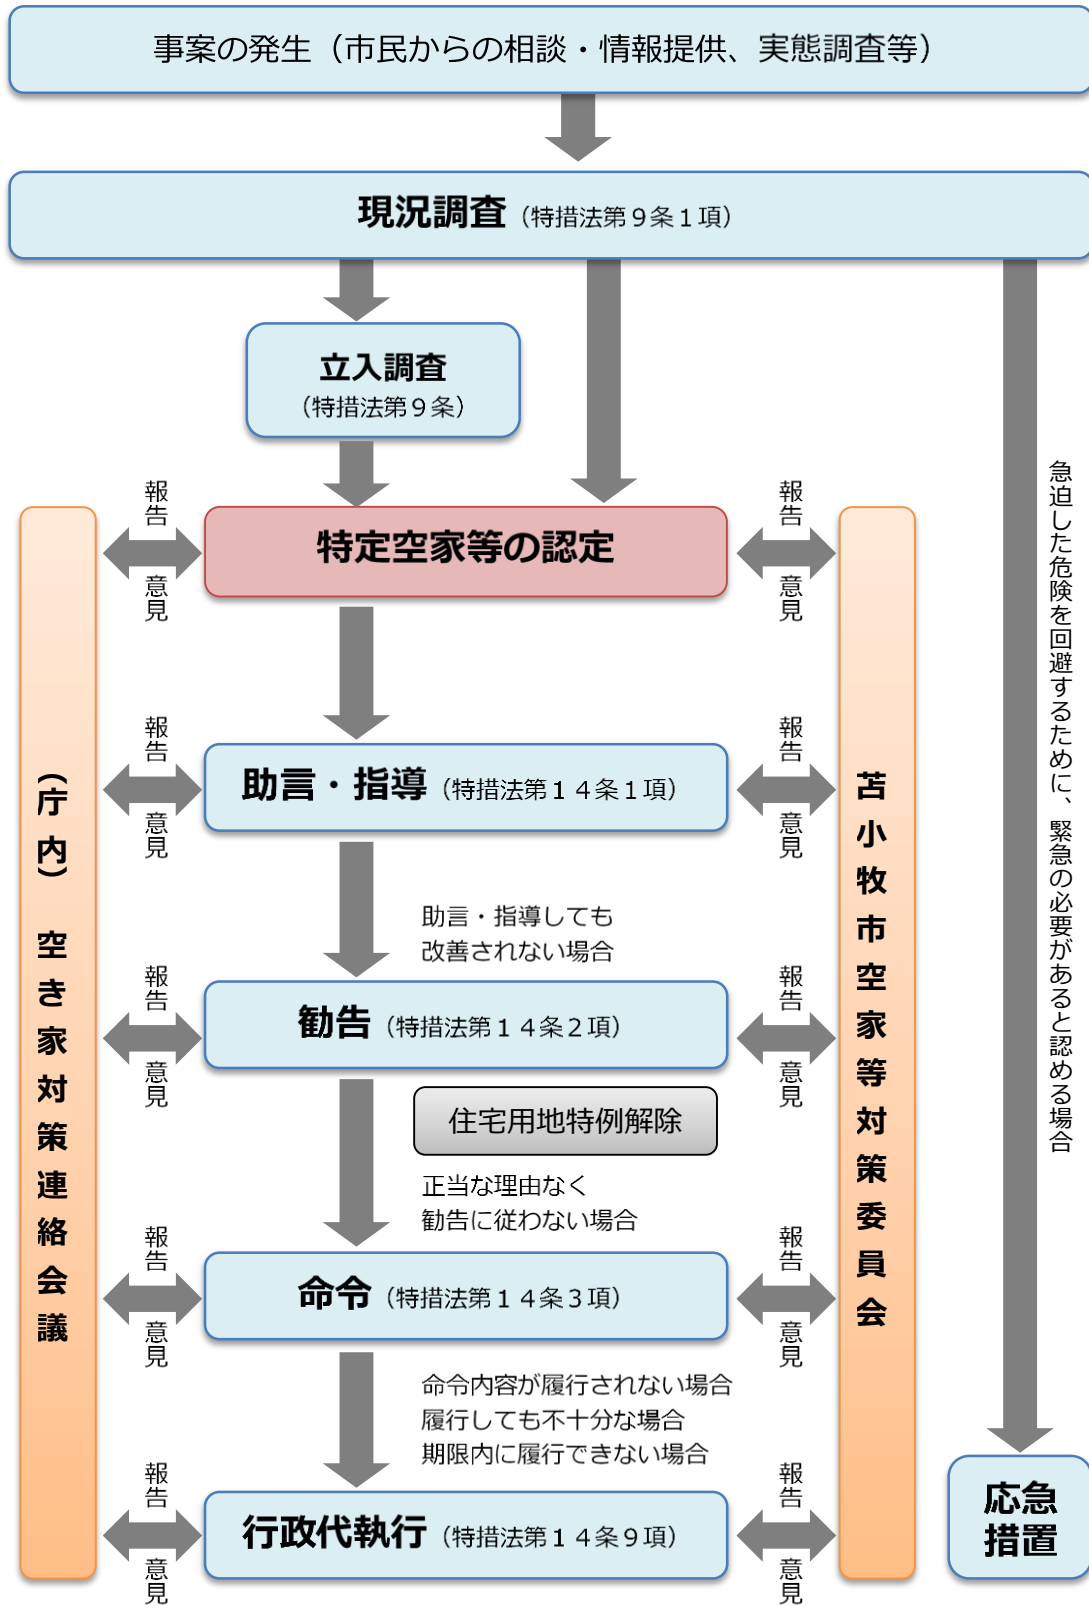 事案の発生（市民からの相談・情報提供、実態調査等）
現況調査（特措法第９条１項）
立入調査
（特措法第９条）
報告
意見
特定空家等の認定
報告
意見
報告
意見
助言・指導（特措法第１４条１項）
報告
意見
助言・指導しても
改善されない場合
報告
意見
勧告（特措法第１４条２項）
報告
意見
住宅用地特例解除
正当な理由なく
勧告に従わない場合
報告
意見
命令（特措法第１４条３項）
報告
意見
命令内容が履行されない場合
履行しても不十分な場合
期限内に履行できない場合
報告
意見
行政代執行（特措法第１４条９項）
報告
意見
（庁内） 空き家対策連絡会議
苫小牧市空家等対策委員会
急迫した危険を回避するために、緊急の必要があると認める場合
応急
措置